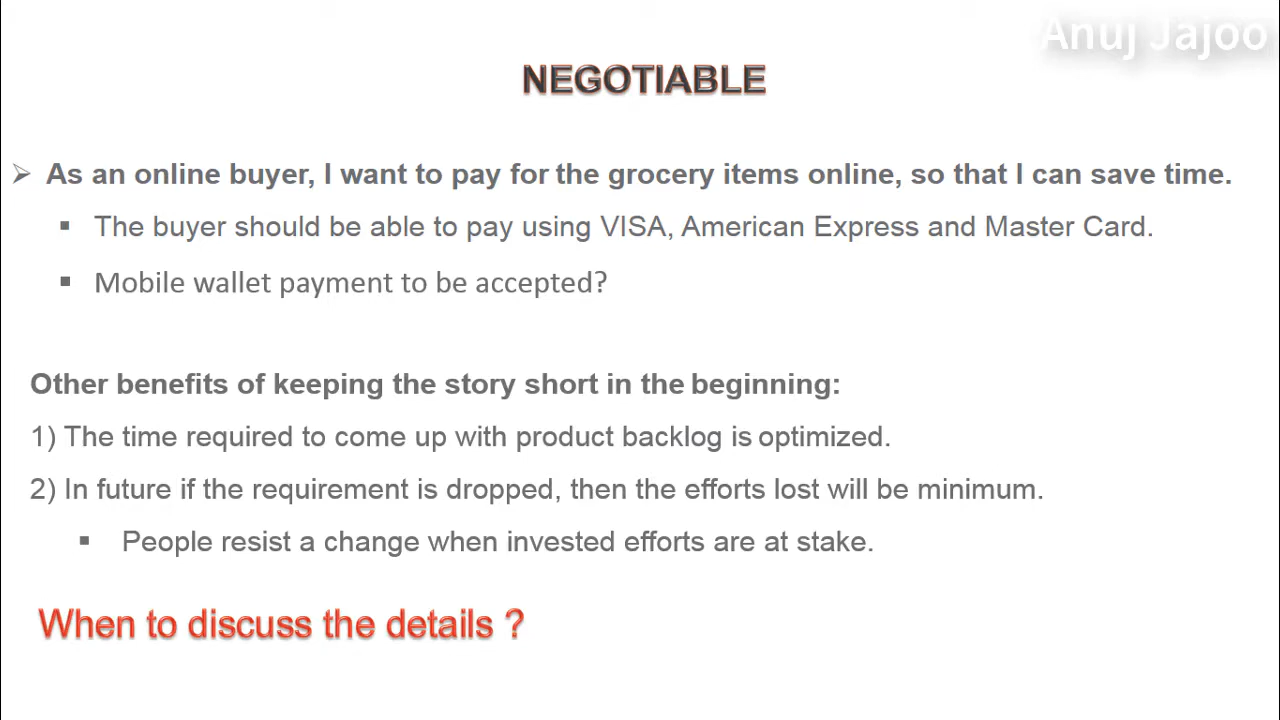 Anuj Jajoo
NEGOTIABLE
➢ As an online buyer, I want to pay for the grocery items online, so that I can save time.
▪ The buyer should be able to pay using VISA, American Express and Master Card.
▪ Mobile wallet payment to be accepted?
Other benefits of keeping the story short in the beginning:
1) The time required to come up with product backlog is optimized.
2) In future if the requirement is dropped, then the efforts lost will be minimum.
▪ People resist a change when invested efforts are at stake.
When to discuss the details ?